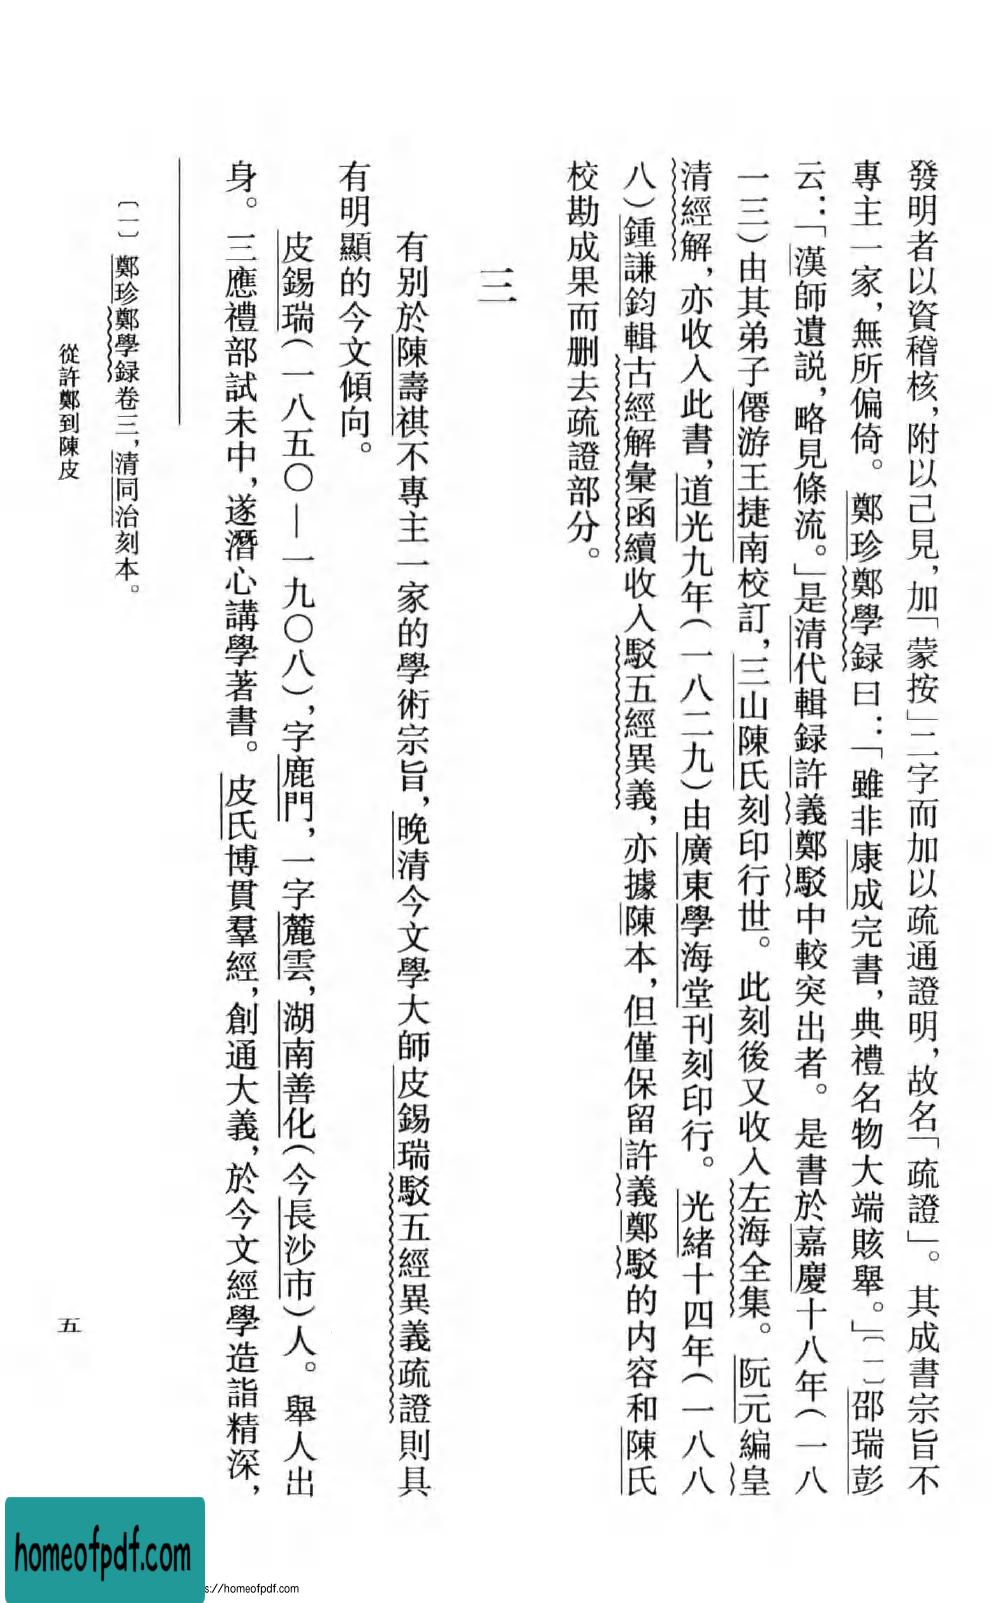 發明者以資稽核，附以己見，加「蒙按」二字而加以疏通證明，故名「疏證」。其成書宗旨不
專主一家，無所偏倚。鄭珍鄭學録曰：「雖非康成完書，典禮名物大端賅舉。」〔一〕邵瑞彭
云：「漢師遺説，略見條流。」是清代輯録許義鄭駁中較突出者。是書於嘉慶十八年（一八
一三）由其弟子僊游王捷南校訂，三山陳氏刻印行世。此刻後又收入左海全集。阮元編皇
清經解，亦收入此書，道光九年（一八二九）由廣東學海堂刊刻印行。光緒十四年（一八八
八）鍾謙鈞輯古經解彙函續收入駁五經異義，亦據陳本，但僅保留許義鄭駁的内容和陳氏
校勘成果而删去疏證部分。
三
有别於陳壽祺不專主一家的學術宗旨，晚清今文學大師皮錫瑞駁五經異義疏證則具
有明顯的今文傾向。
皮錫瑞（一八五〇—一九〇八），字鹿門，一字麓雲，湖南善化（今長沙市）人。舉人出
身。三應禮部試未中，遂潛心講學著書。皮氏博貫羣經，創通大義，於今文經學造詣精深，
〔一〕鄭珍鄭學録卷三，清同治刻本。
從許鄭到陳皮
五
homeofpdf.com
s://homeofpdf.com